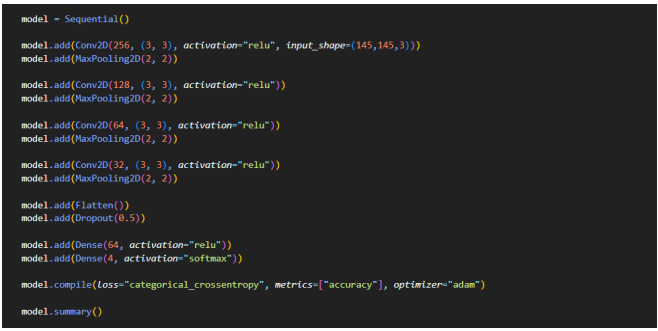 model = Sequential()
model.add(Conv2D(256, (3, 3), activation="relu", input_shape=(145,145,3)))
model.add(MaxPooling2D(2, 2))
model.add(Conv2D(128, (3, 3), activation="relu"))
model.add(MaxPooling2D(2, 2))
model.add(Conv2D(64, (3, 3), activation="relu"))
model.add(MaxPooling2D(2, 2))
model.add(Conv2D(32, (3, 3), activation="relu"))
model.add(MaxPooling2D(2, 2))
model.add(Flatten())
model.add(Dropout(0.5))
model.add(Dense(64, activation="relu"))
model.add(Dense(4, activation="softmax"))
model.compile(loss="categorical_crossentropy", metrics=["accuracy"], optimizer="adam")
model.summary()